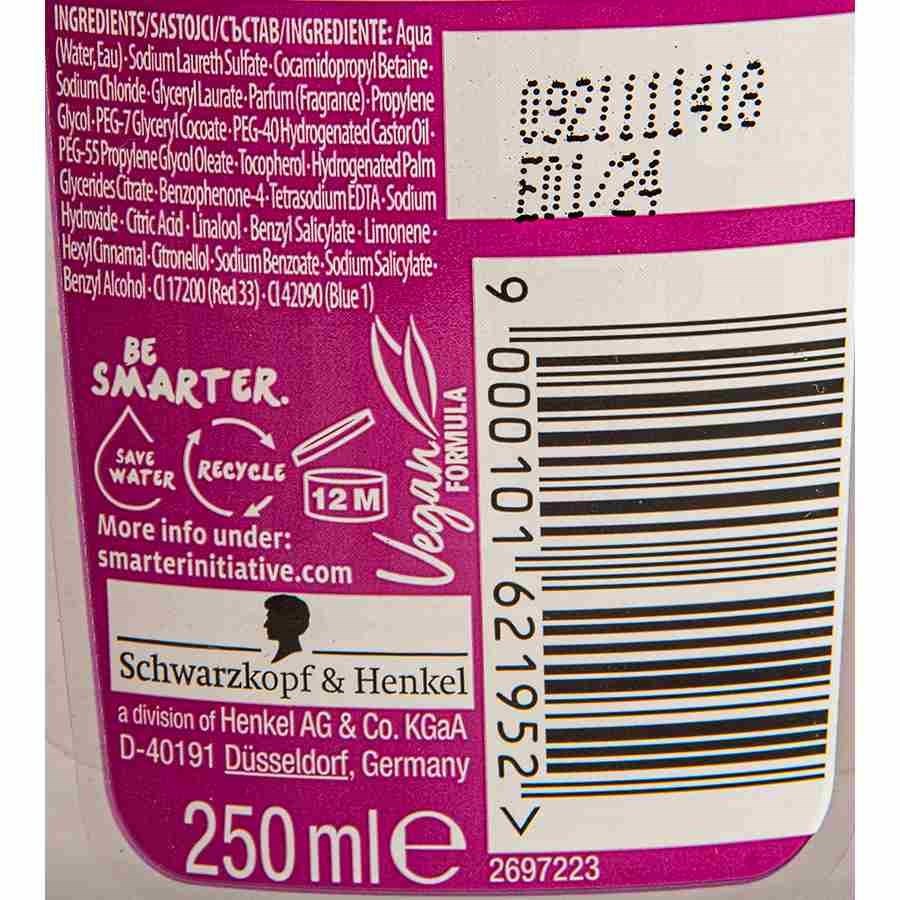 INGREDIENTS/SASTOJCI/СЪСТАВ/INGREDIENTE: Aqua
(Water, Eau)·Sodium Laureth Sulfate·Cocamidopropyl Betaine·
Sodium Chloride·Glyceryl Laurate·Parfum (Fragrance)·Propylene
Glycol·PEG-7 Glyceryl Cocoate·PEG-40 Hydrogenated Castor Oil·
PEG-55 Propylene Glycol Oleate·Tocopherol·Hydrogenated Palm
Glycerides Citrate·Benzophenone-4·Tetrasodium EDTA·Sodium
Hydroxide·Citric Acid·Linalool·Benzyl Salicylate·Limonene·
Hexyl Cinnamal·Citronellol·Sodium Benzoate·Sodium Salicylate·
Benzyl Alcohol·CI 17200 (Red 33)·CI 42090 (Blue 1)
0921111418
E01/24
BE
SMARTER.
SAVE
WATER
RECYCLE
12 M
Vegan
FORMULA
More info under:
smarterinitiative.com
Schwarzkopf & Henkel
a division of Henkel AG & Co. KGaA
D-40191 Düsseldorf, Germany
250 ml e
9 000101 621952 >
2697223